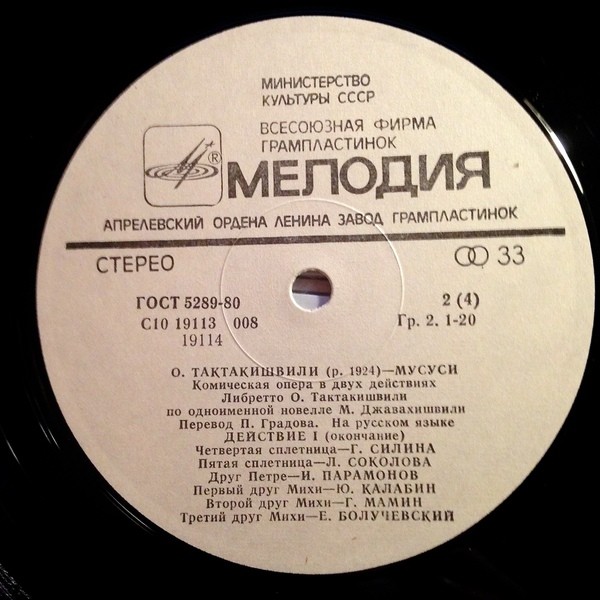 МИНИСТЕРСТВО
КУЛЬТУРЫ СССР
ВСЕСОЮЗНАЯ ФИРМА
ГРАМПЛАСТИНОК
® МЕЛОДИЯ
АПРЕЛЕВСКИЙ ОРДЕНА ЛЕНИНА ЗАВОД ГРАМПЛАСТИНОК
СТЕРЕО 33
ГОСТ 5289-80 2 (4)
С10 19113 008 Гр. 2. 1-20
19114
О. ТАКТАКИШВИЛИ (р. 1924)—МУСУСИ
Комическая опера в двух действиях
Либретто О. Тактакишвили
по одноименной новелле М. Джавахишвили
Перевод П. Градова. На русском языке
ДЕЙСТВИЕ I (окончание)
Четвертая сплетница—Г. СИЛИНА
Пятая сплетница—Л. СОКОЛОВА
Друг Петре—И. ПАРАМОНОВ
Первый друг Михи—Ю. КАЛАБИН
Второй друг Михи—Г. МАМИН
Третий друг Михи—Е. БОЛУЧЕВСКИЙ